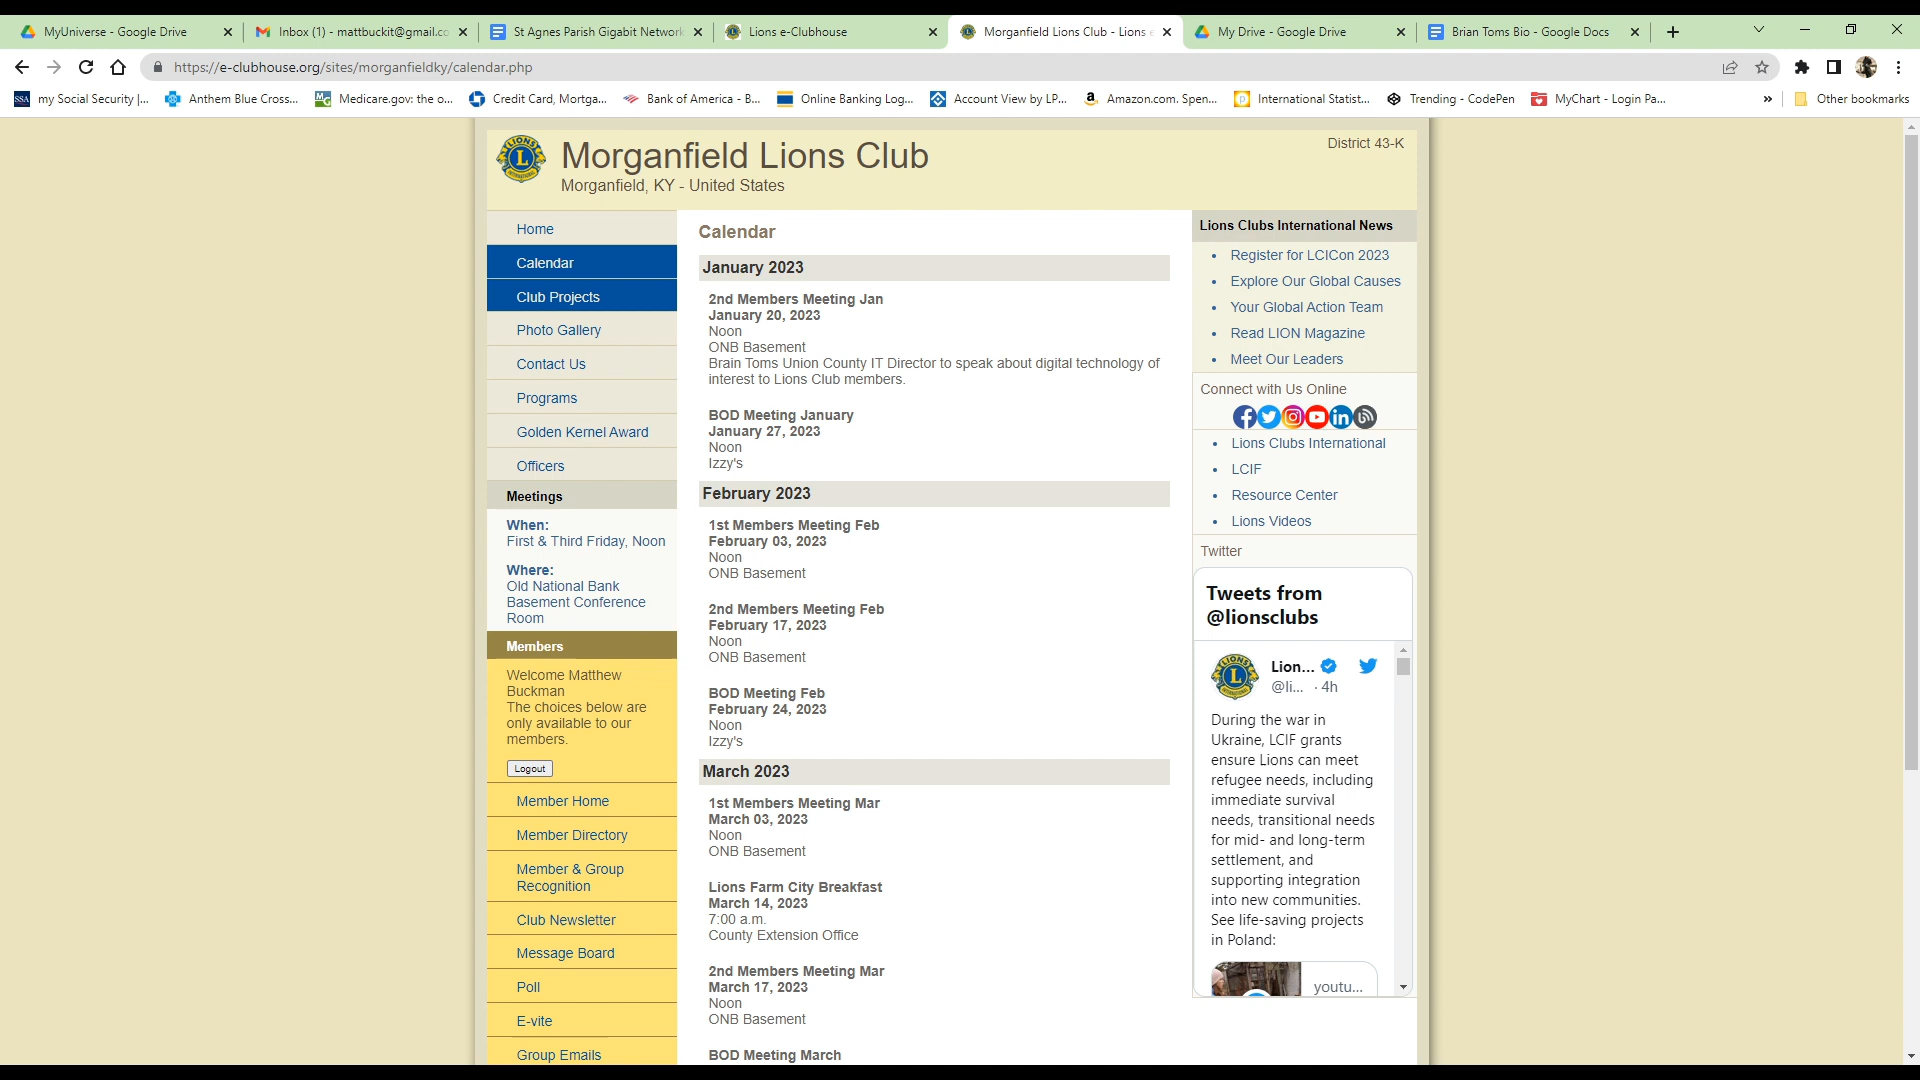 MyUniverse - Google Drive
Inbox (1) - mattbuckit@gmail.co
St Agnes Parish Gigabit Network
Lions e-Clubhouse
Morganfield Lions Club - Lions e
My Drive - Google Drive
Brian Toms Bio - Google Docs
https://e-clubhouse.org/sites/morganfieldky/calendar.php
my Social Security |...
Anthem Blue Cross...
Medicare.gov: the o...
Credit Card, Mortga...
Bank of America - B...
Online Banking Log...
Account View by LP...
Amazon.com. Spen...
International Statist...
Trending - CodePen
MyChart - Login Pa...
»
Other bookmarks
Morganfield Lions Club
Morganfield, KY - United States
District 43-K
Home
Calendar
Club Projects
Photo Gallery
Contact Us
Programs
Golden Kernel Award
Officers
Meetings
When:
First & Third Friday, Noon
Where:
Old National Bank
Basement Conference
Room
Members
Welcome Matthew
Buckman
The choices below are
only available to our
members.
Logout
Member Home
Member Directory
Member & Group
Recognition
Club Newsletter
Message Board
Poll
E-vite
Group Emails
Calendar
January 2023
2nd Members Meeting Jan
January 20, 2023
Noon
ONB Basement
Brain Toms Union County IT Director to speak about digital technology of
interest to Lions Club members.
BOD Meeting January
January 27, 2023
Noon
Izzy's
February 2023
1st Members Meeting Feb
February 03, 2023
Noon
ONB Basement
2nd Members Meeting Feb
February 17, 2023
Noon
ONB Basement
BOD Meeting Feb
February 24, 2023
Noon
Izzy's
March 2023
1st Members Meeting Mar
March 03, 2023
Noon
ONB Basement
Lions Farm City Breakfast
March 14, 2023
7:00 a.m.
County Extension Office
2nd Members Meeting Mar
March 17, 2023
Noon
ONB Basement
BOD Meeting March
Lions Clubs International News
Register for LCICon 2023
Explore Our Global Causes
Your Global Action Team
Read LION Magazine
Meet Our Leaders
Connect with Us Online
Lions Clubs International
LCIF
Resource Center
Lions Videos
Twitter
Tweets from
@lionsclubs
Lion...
@li... · 4h
During the war in
Ukraine, LCIF grants
ensure Lions can meet
refugee needs, including
immediate survival
needs, transitional needs
for mid- and long-term
settlement, and
supporting integration
into new communities.
See life-saving projects
in Poland:
youtu...